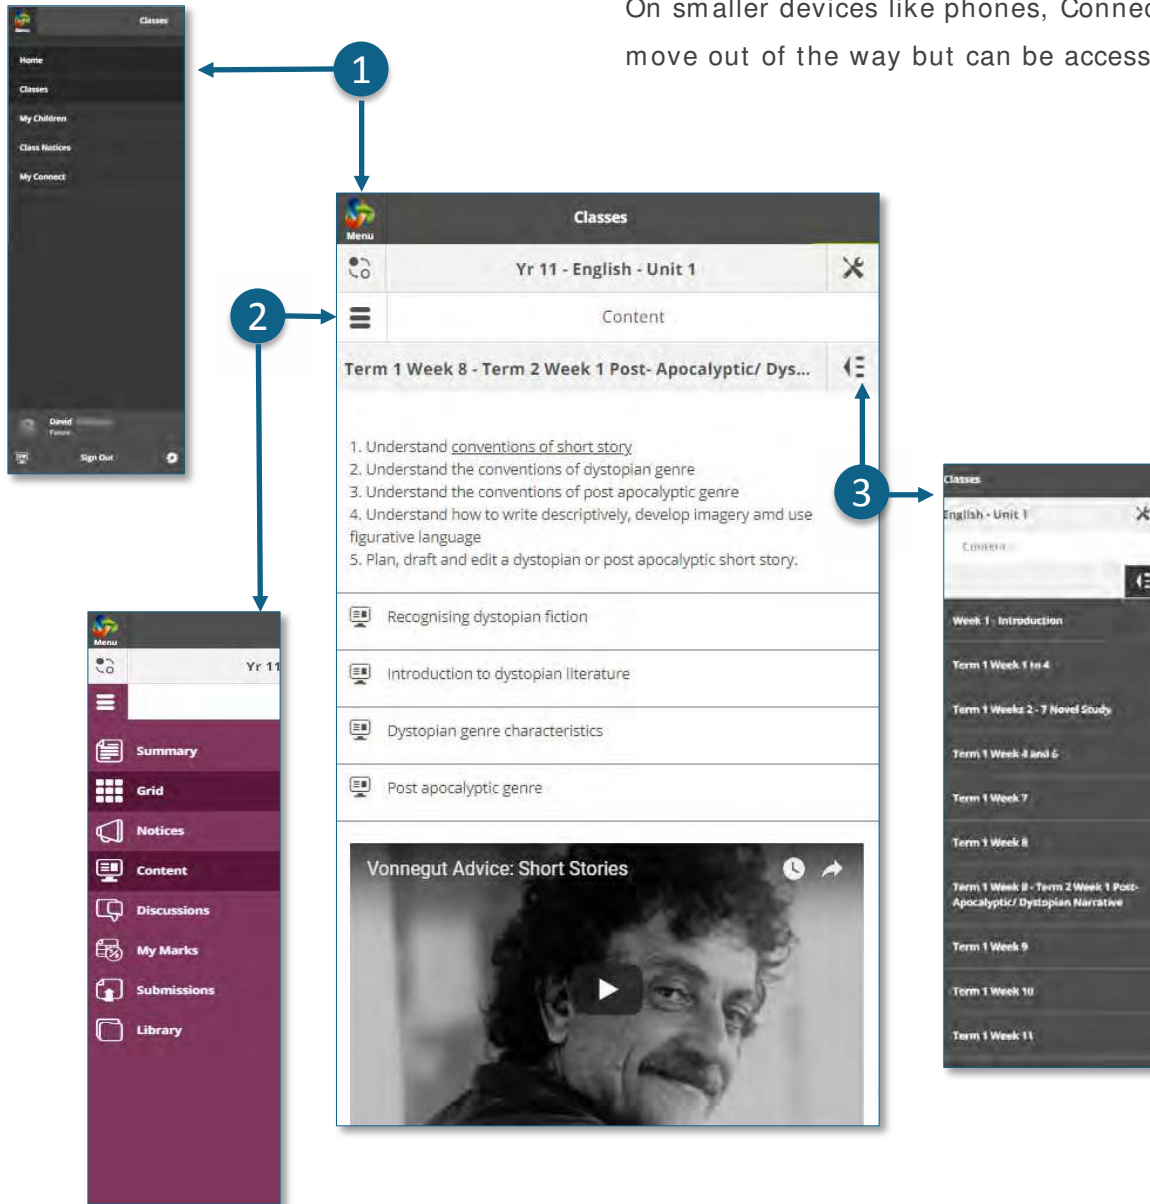 On smaller devices like phones, Connec
move out of the way but can be access
1
Menu
Classes
Home
Classes
My Children
Class Notices
My Connect
David
Parent
Sign Out
Menu
Classes
Yr 11 - English - Unit 1
2
Content
Term 1 Week 8 - Term 2 Week 1 Post- Apocalyptic/ Dys...
1. Understand conventions of short story
2. Understand the conventions of dystopian genre
3. Understand the conventions of post apocalyptic genre
4. Understand how to write descriptively, develop imagery amd use
figurative language
5. Plan, draft and edit a dystopian or post apocalyptic short story.
Recognising dystopian fiction
Introduction to dystopian literature
Dystopian genre characteristics
Post apocalyptic genre
Vonnegut Advice: Short Stories
3
Classes
English - Unit 1
Content
Week 1 - Introduction
Term 1 Week 1 to 4
Term 1 Weeks 2 - 7 Novel Study
Term 1 Week 4 and 6
Term 1 Week 7
Term 1 Week 8
Term 1 Week 8 - Term 2 Week 1 Post-
Apocalyptic/ Dystopian Narrative
Term 1 Week 9
Term 1 Week 10
Term 1 Week 11
Menu
Yr 11
Summary
Grid
Notices
Content
Discussions
My Marks
Submissions
Library